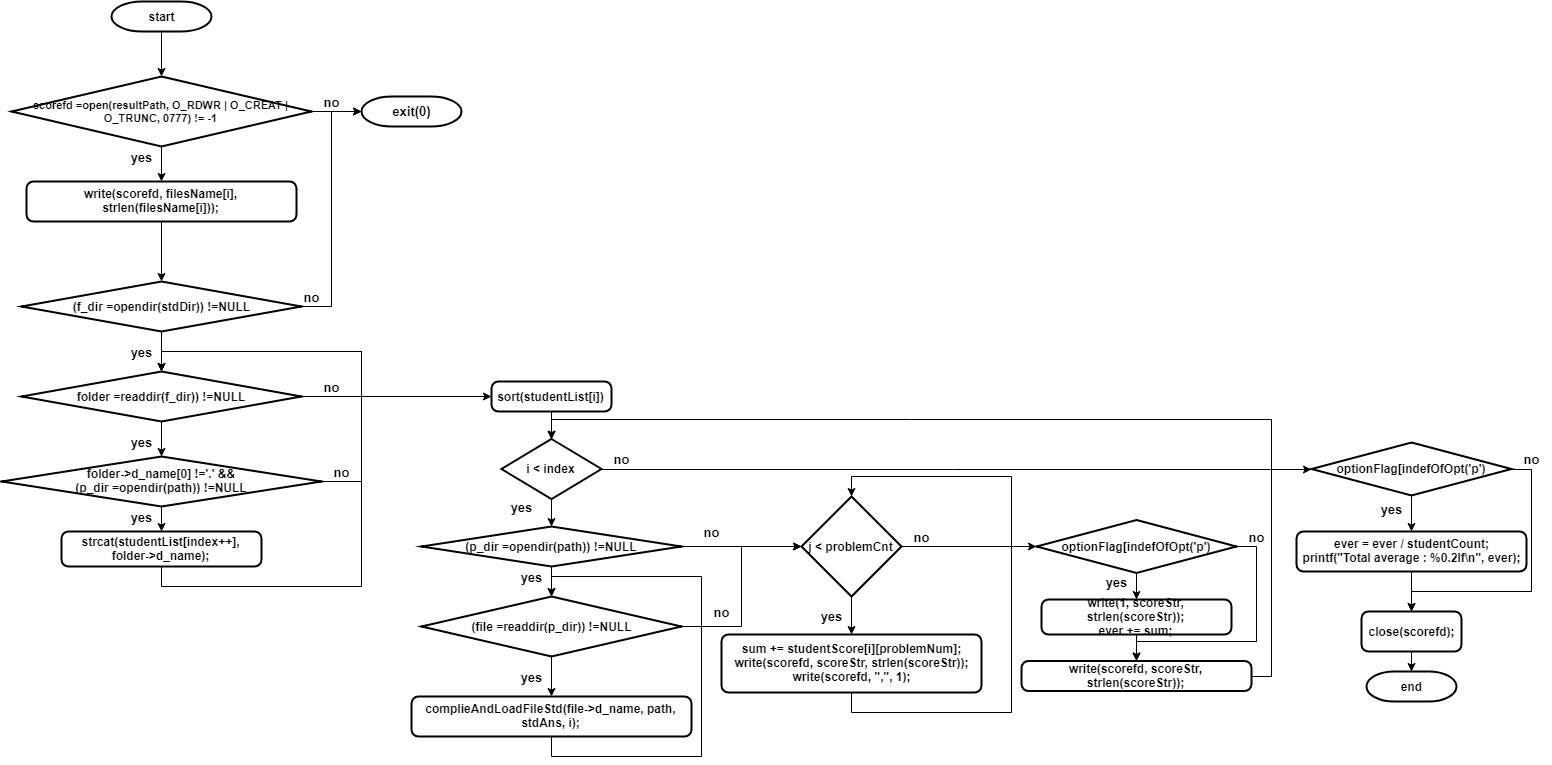 start
scorefd =open(resultPath, O_RDWR | O_CREAT |
O_TRUNC, 0777) != -1
no
exit(0)
yes
write(scorefd, filesName[i],
strlen(filesName[i]));
(f_dir =opendir(stdDir)) !=NULL
no
yes
folder =readdir(f_dir)) !=NULL
no
yes
folder->d_name[0] !='.' &&
(p_dir =opendir(path)) !=NULL
no
yes
strcat(studentList[index++],
folder->d_name);
sort(studentList[i])
i < index
no
yes
(p_dir =opendir(path)) !=NULL
no
yes
(file =readdir(p_dir)) !=NULL
no
yes
complieAndLoadFileStd(file->d_name, path,
stdAns, i);
j < problemCnt
no
yes
sum += studentScore[i][problemNum];
write(scorefd, scoreStr, strlen(scoreStr));
write(scorefd, ",", 1);
optionFlag[indefOfOpt('p')
no
yes
write(1, scoreStr,
strlen(scoreStr));
ever += sum;
write(scorefd, scoreStr,
strlen(scoreStr));
optionFlag[indefOfOpt('p')
no
yes
ever = ever / studentCount;
printf("Total average : %0.2lf\n", ever);
close(scorefd);
end